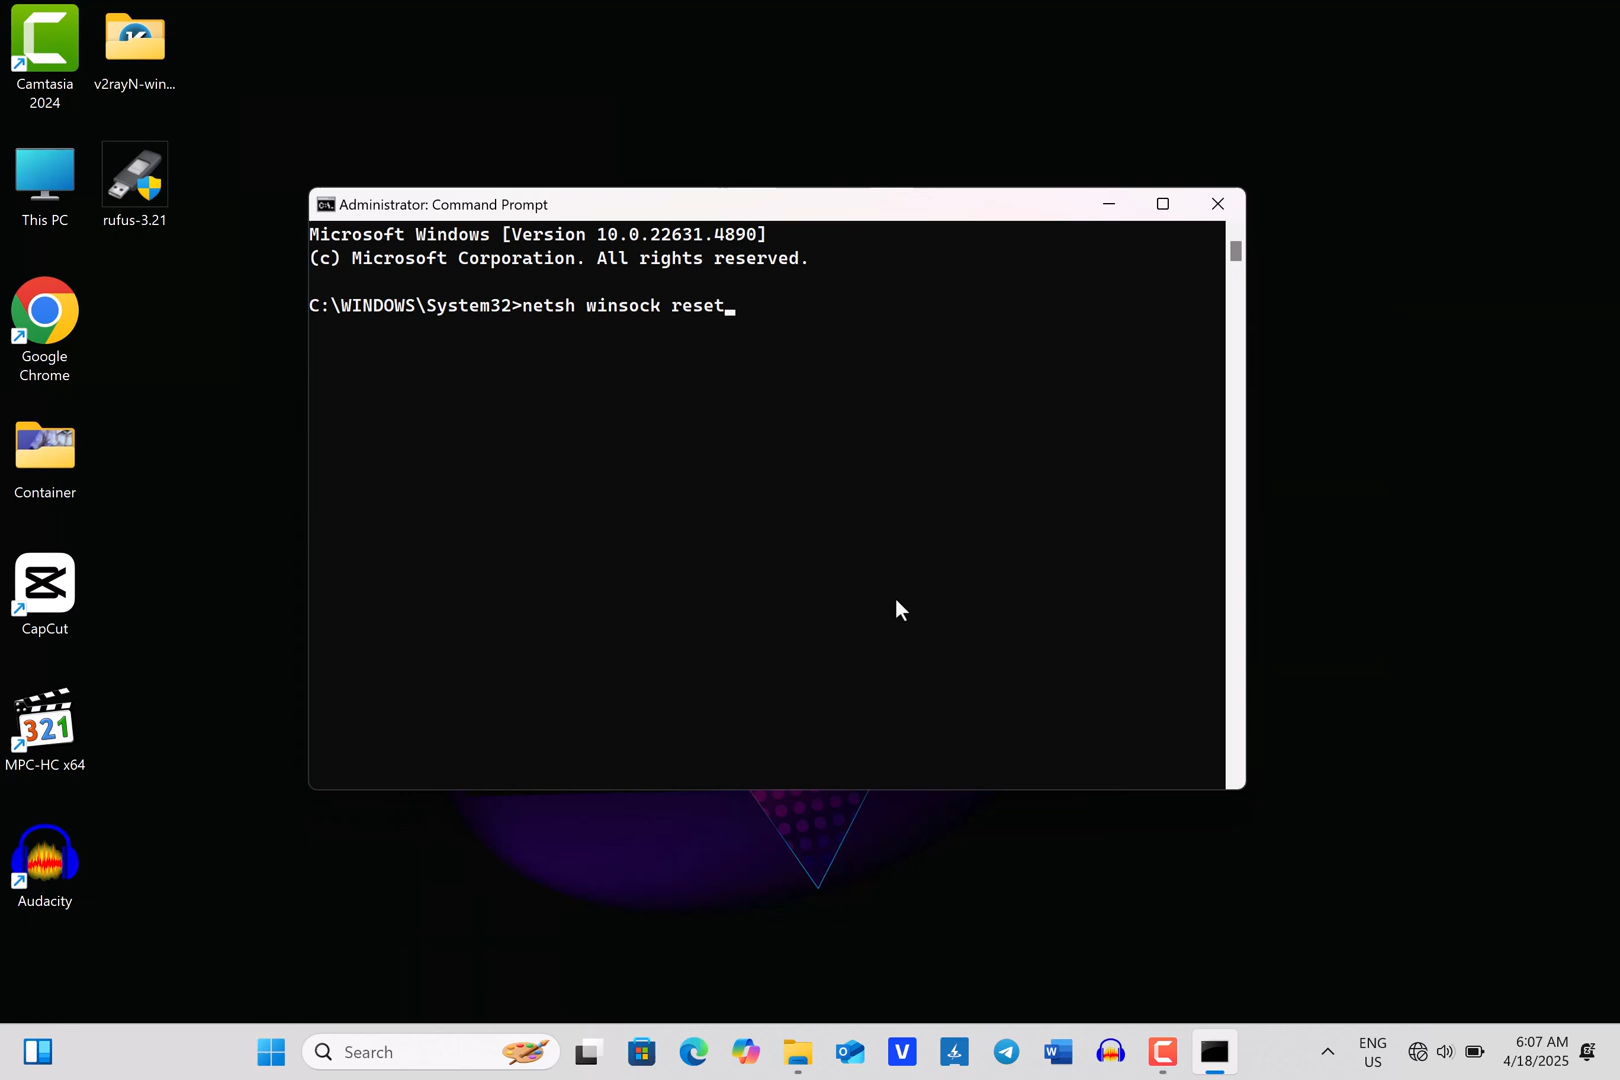 Camtasia
2024
v2rayN-win...
This PC
rufus-3.21
Google
Chrome
Container
CapCut
321
MPC-HC x64
Audacity
Administrator: Command Prompt
Microsoft Windows [Version 10.0.22631.4890]
(c) Microsoft Corporation. All rights reserved.
C:\WINDOWS\System32>netsh winsock reset
Search
V
W
ENG
US
6:07 AM
4/18/2025